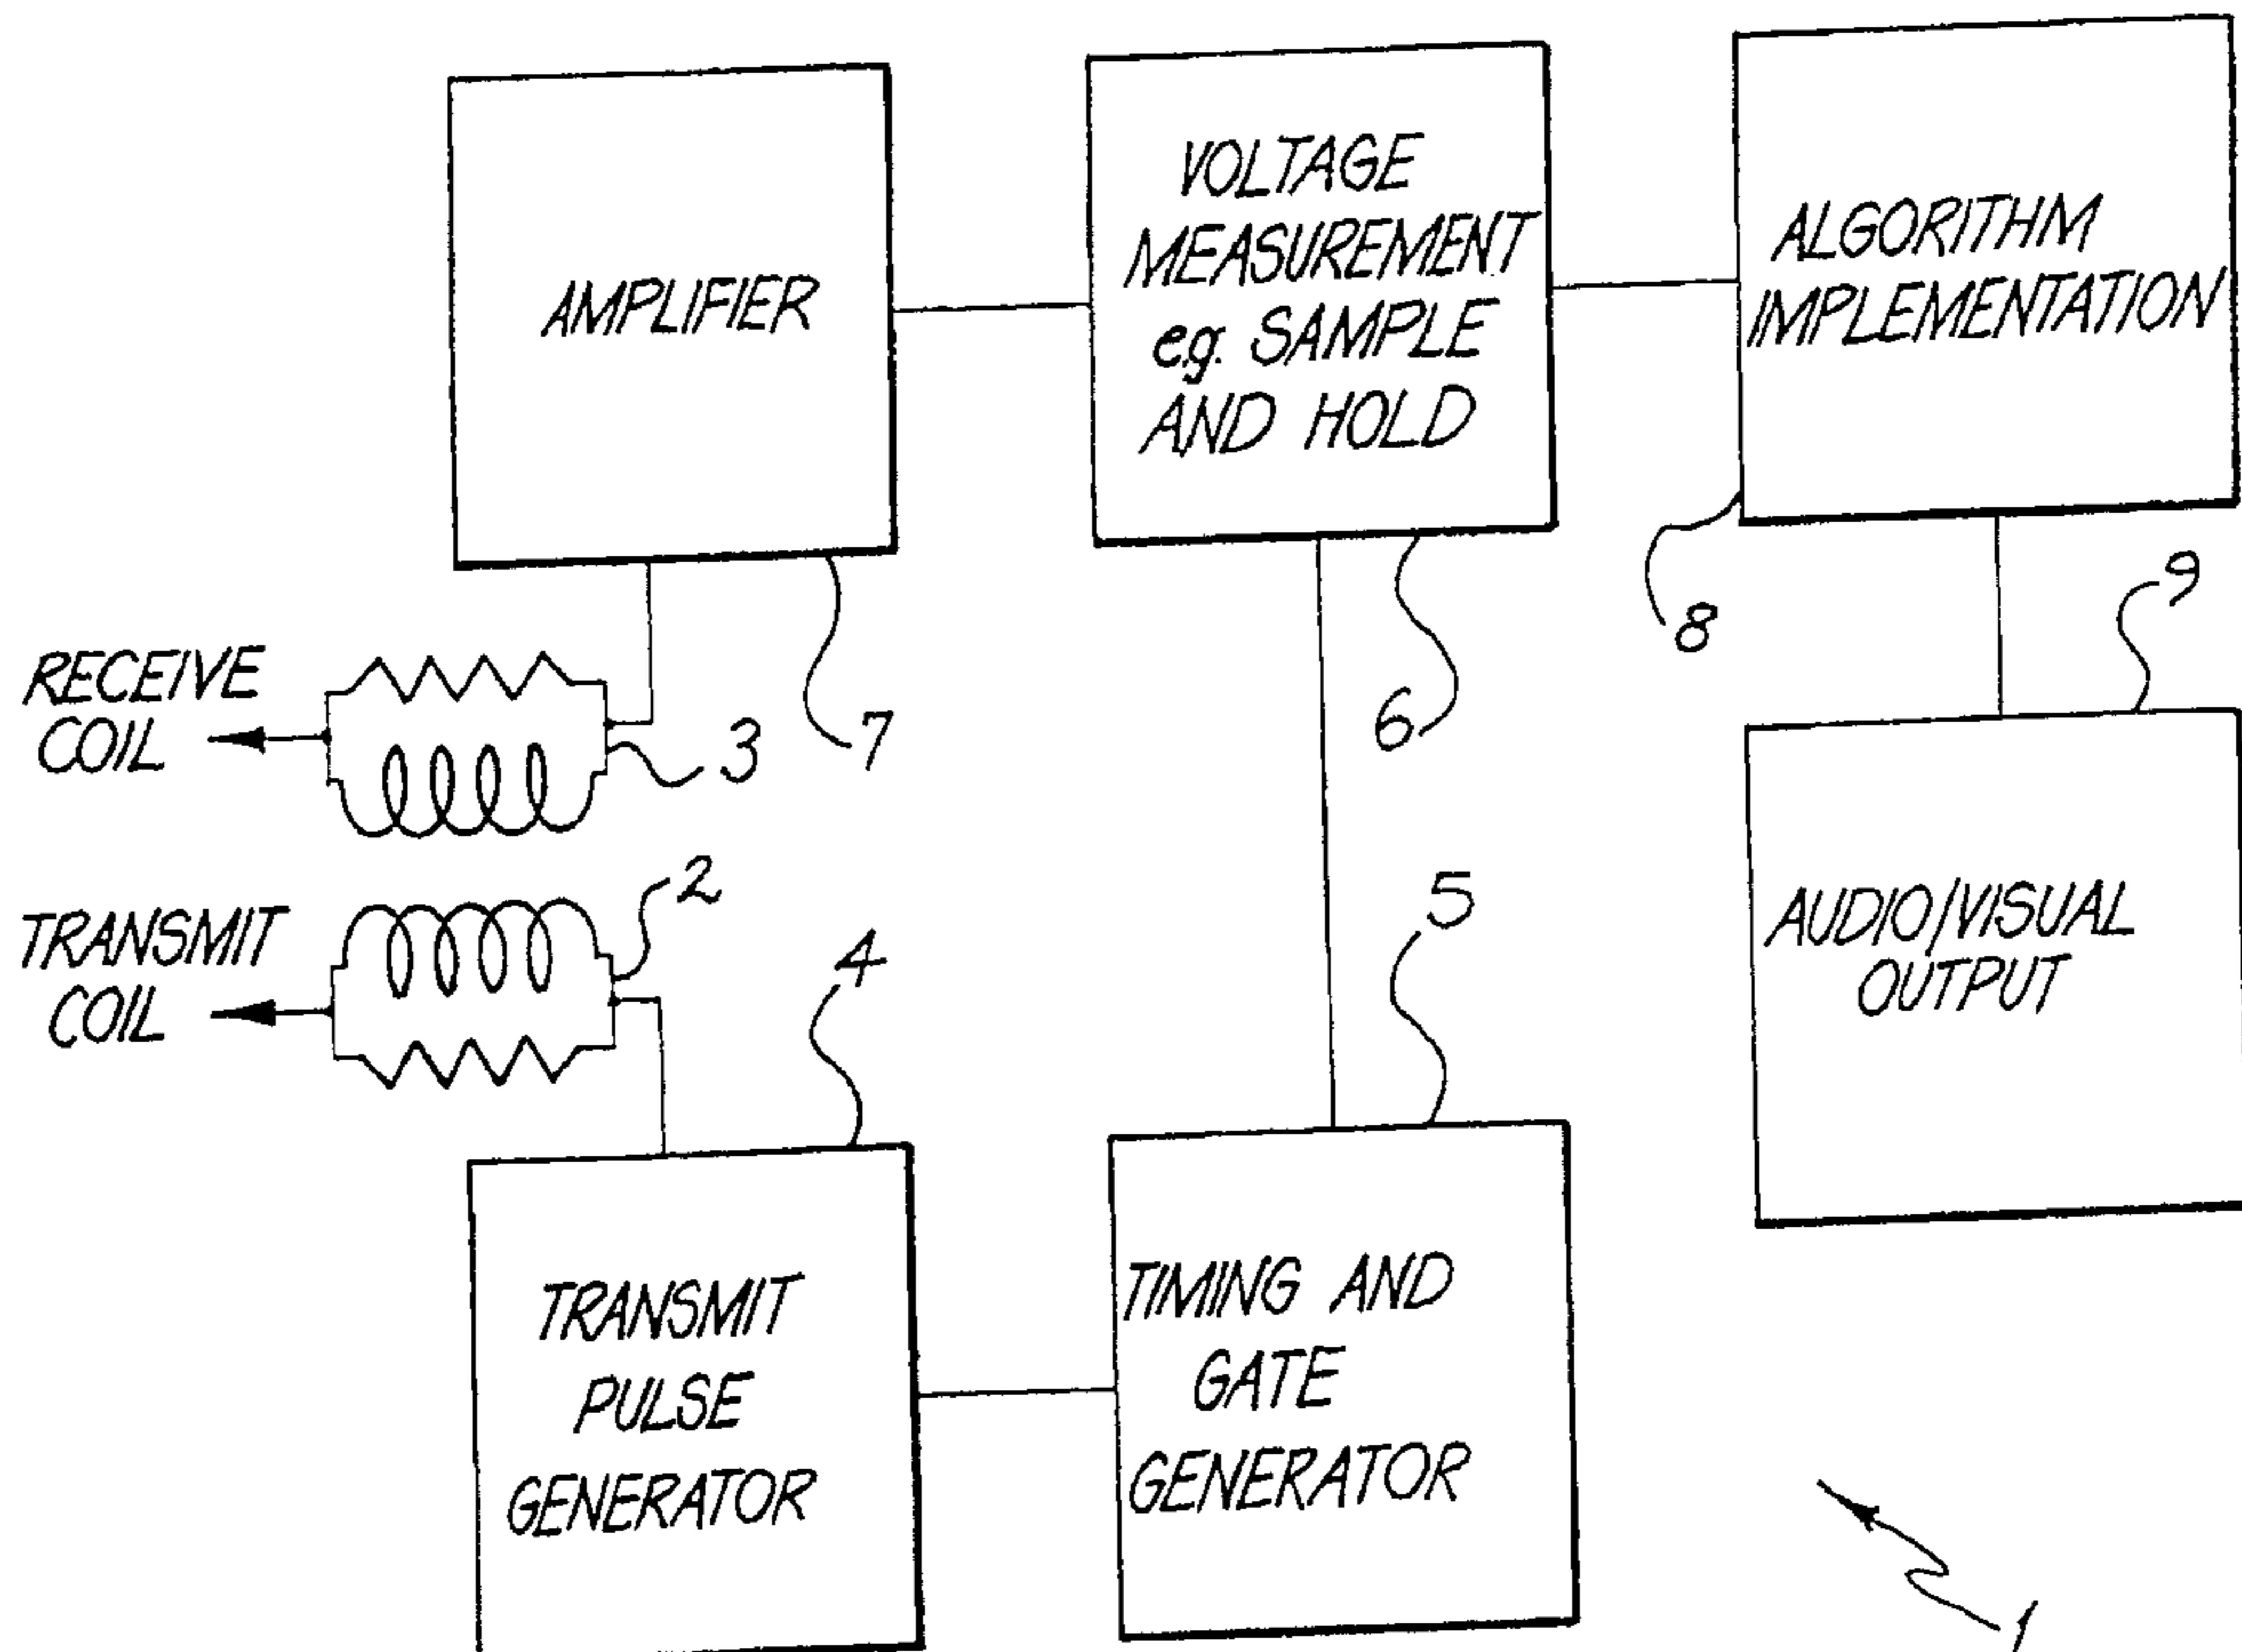 AMPLIFIER
VOLTAGE
MEASUREMENT
e.g. SAMPLE
AND HOLD
ALGORITHM
IMPLEMENTATION
8
9
RECEIVE
COIL
3
7
6
TRANSMIT
COIL
2
4
5
AUDIO/VISUAL
OUTPUT
TRANSMIT
PULSE
GENERATOR
TIMING AND
GATE
GENERATOR
1